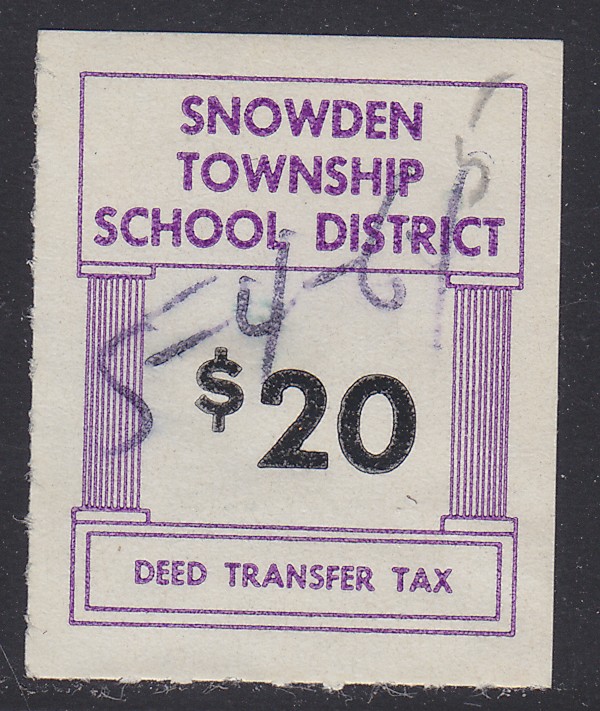 SNOWDEN
TOWNSHIP
SCHOOL DISTRICT
$20
DEED TRANSFER TAX